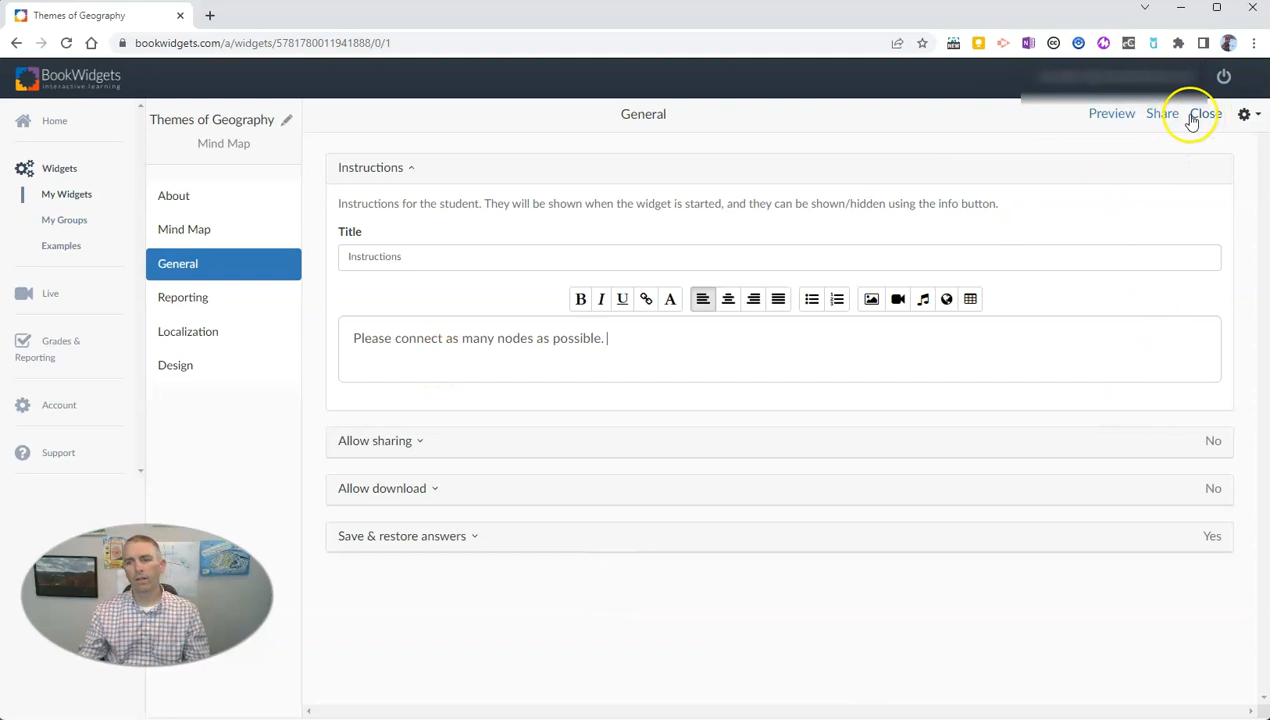 Themes of Geography
bookwidgets.com/a/widgets/5781780011941888/0/1
BookWidgets
interactive learning
Home
Widgets
My Widgets
My Groups
Examples
Live
Grades &
Reporting
Account
Support
Themes of Geography
Mind Map
About
Mind Map
General
Reporting
Localization
Design
General
Preview Share Close
Instructions
Instructions for the student. They will be shown when the widget is started, and they can be shown/hidden using the info button.
Title
Instructions
B I U A
Please connect as many nodes as possible.
Allow sharing No
Allow download No
Save & restore answers Yes